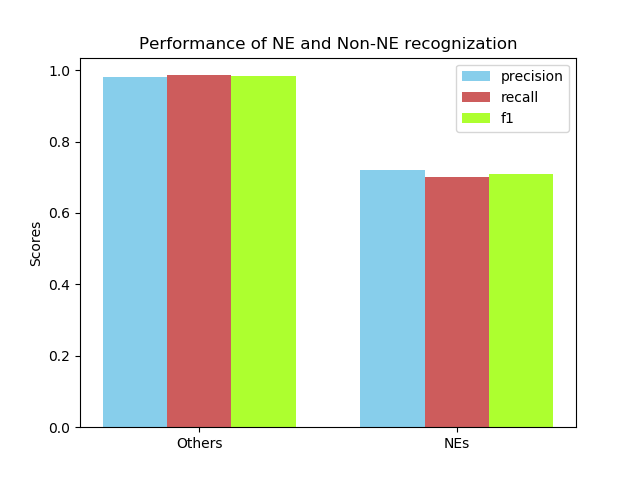 Performance of NE and Non-NE recognization
1.0
0.8
0.6
0.4
0.2
0.0
Scores
precision
recall
f1
Others
NEs